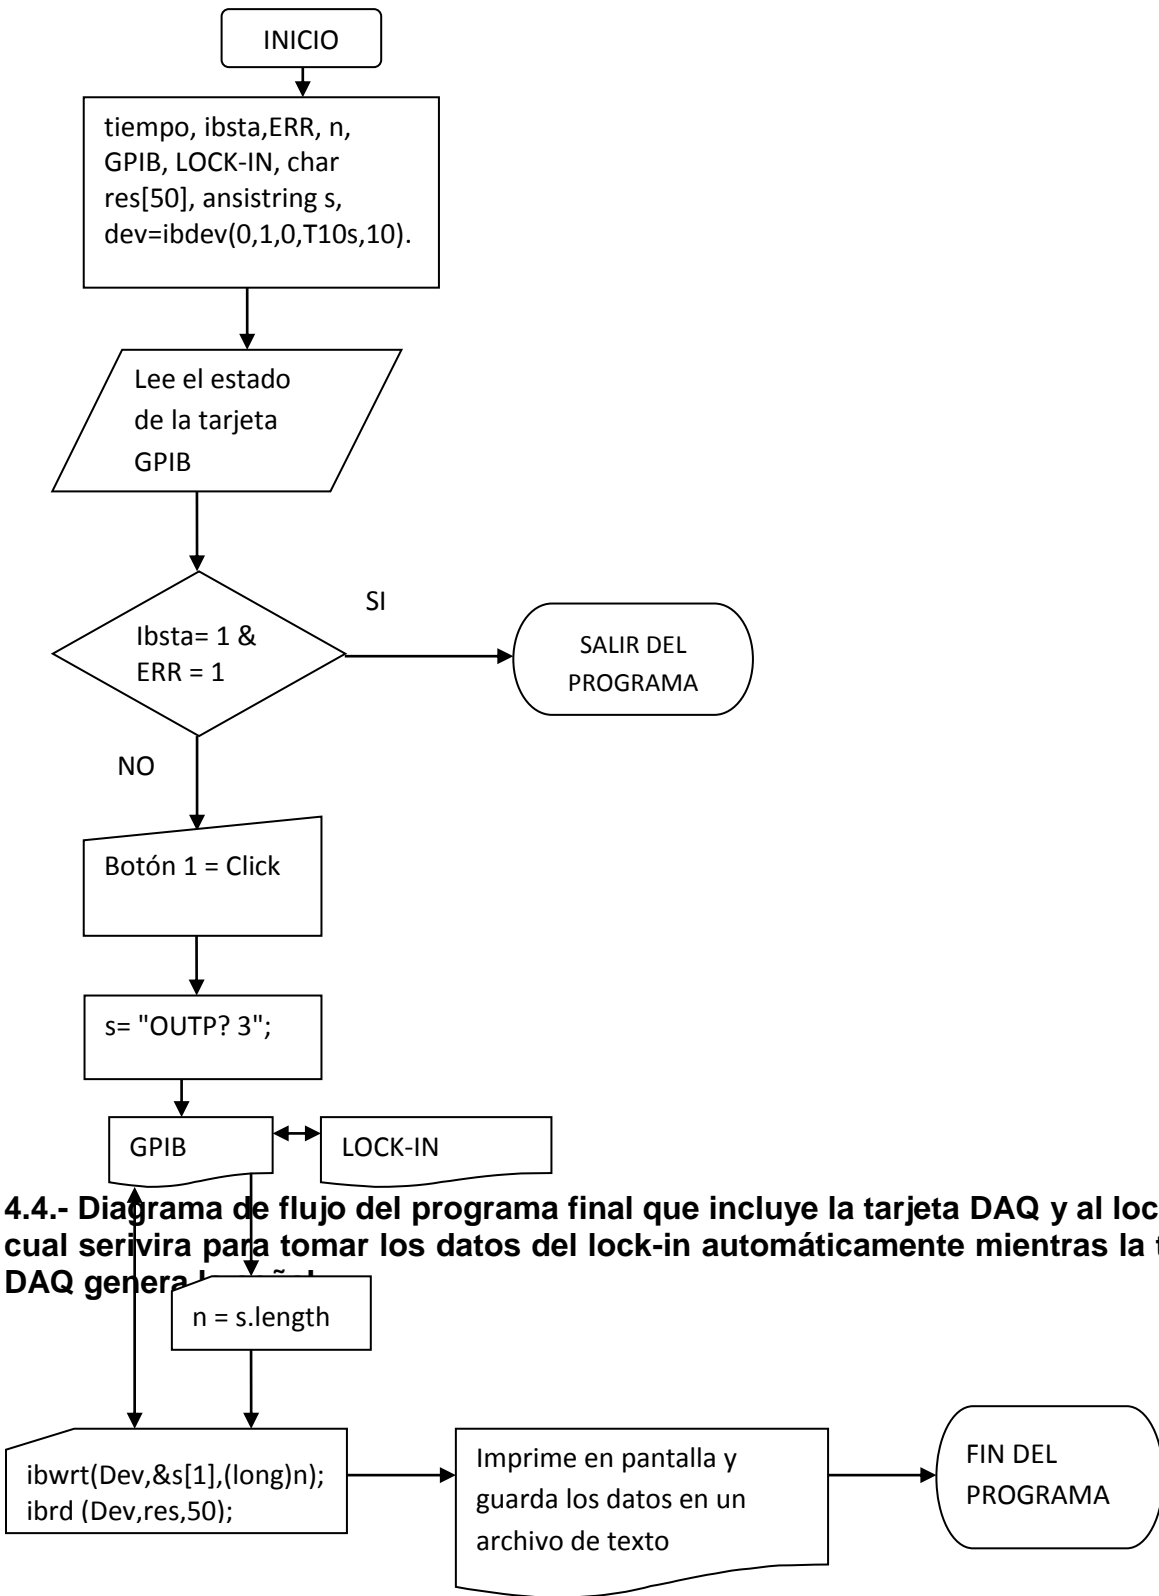 INICIO
tiempo, ibsta,ERR, n,
GPIB, LOCK-IN, char
res[50], ansistring s,
dev=ibdev(0,1,0,T10s,10).
Lee el estado
de la tarjeta
GPIB
Ibsta= 1 &
ERR = 1
SI
SALIR DEL
PROGRAMA
NO
Botón 1 = Click
s= "OUTP? 3";
GPIB
LOCK-IN
4.4.- Diagrama de flujo del programa final que incluye la tarjeta DAQ y al loc
cual serivira para tomar los datos del lock-in automáticamente mientras la t
DAQ genera
n = s.length
ibwrt(Dev,&s[1],(long)n);
ibrd (Dev,res,50);
Imprime en pantalla y
guarda los datos en un
archivo de texto
FIN DEL
PROGRAMA